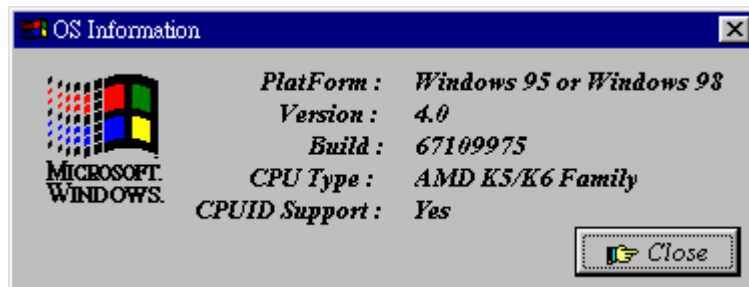 OS Information
PlatForm : Windows 95 or Windows 98
Version : 4.0
Build : 67109975
CPU Type : AMD K5/K6 Family
CPUID Support : Yes
MICROSOFT.
WINDOWS.
Close